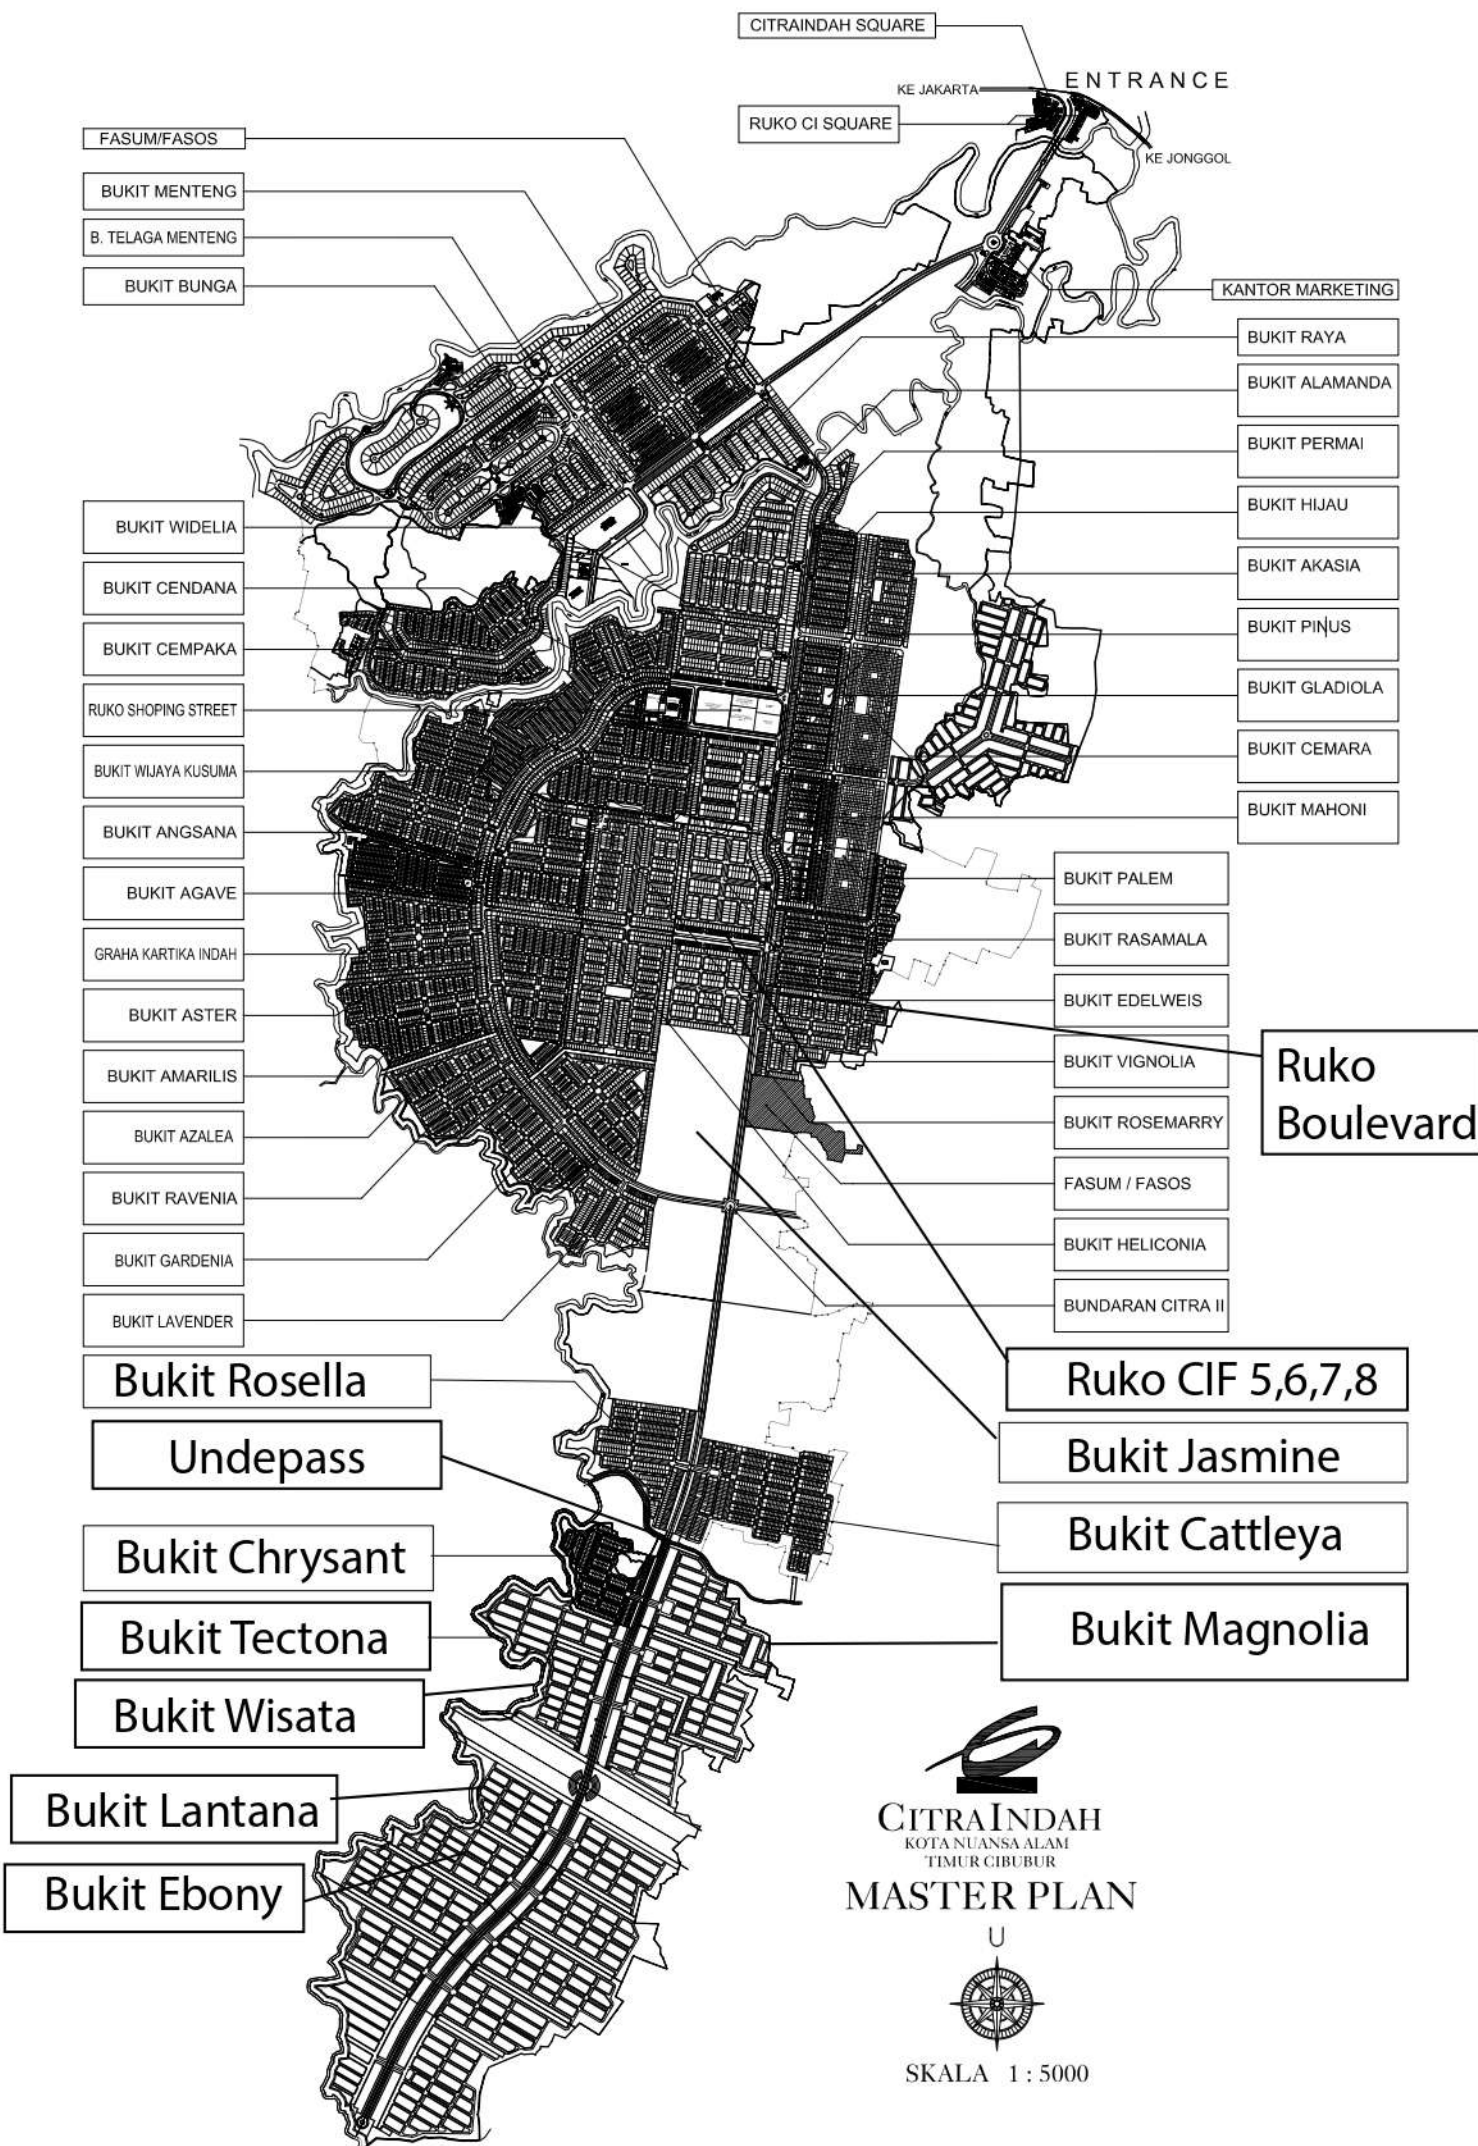 CITRAINDAH SQUARE
ENTRANCE
KE JAKARTA
RUKO CI SQUARE
KE JONGGOL
FASUM/FASOS
BUKIT MENTENG
B. TELAGA MENTENG
BUKIT BUNGA
KANTOR MARKETING
BUKIT RAYA
BUKIT ALAMANDA
BUKIT PERMAI
BUKIT HIJAU
BUKIT AKASIA
BUKIT PINUS
BUKIT GLADIOLA
BUKIT CEMARA
BUKIT MAHONI
BUKIT WIDELIA
BUKIT CENDANA
BUKIT CEMPAKA
RUKO SHOPING STREET
BUKIT WIJAYA KUSUMA
BUKIT ANGSANA
BUKIT AGAVE
GRAHA KARTIKA INDAH
BUKIT ASTER
BUKIT AMARILIS
BUKIT AZALEA
BUKIT RAVENIA
BUKIT GARDENIA
BUKIT LAVENDER
BUKIT PALEM
BUKIT RASAMALA
BUKIT EDELWEIS
BUKIT VIGNOLIA
BUKIT ROSEMARRY
FASUM / FASOS
BUKIT HELICONIA
BUNDARAN CITRA II
Ruko
Boulevard
Bukit Rosella
Undepass
Bukit Chrysant
Bukit Tectona
Bukit Wisata
Bukit Lantana
Bukit Ebony
Ruko CIF 5,6,7,8
Bukit Jasmine
Bukit Cattleya
Bukit Magnolia
CITRAINDAH
KOTA NUANSA ALAM
TIMUR CIBUBUR
MASTER PLAN
U
SKALA 1 : 5000